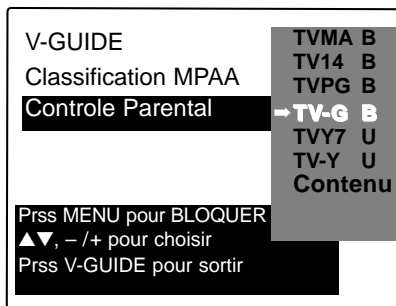 V-GUIDE
Classification MPAA
Controle Parental
TVMA B
TV14 B
TVPG B
➡TV-G B
TVY7 U
TV-Y U
Contenu
Prss MENU pour BLOQUER
▲▼, – /+ pour choisir
Prss V-GUIDE pour sortir